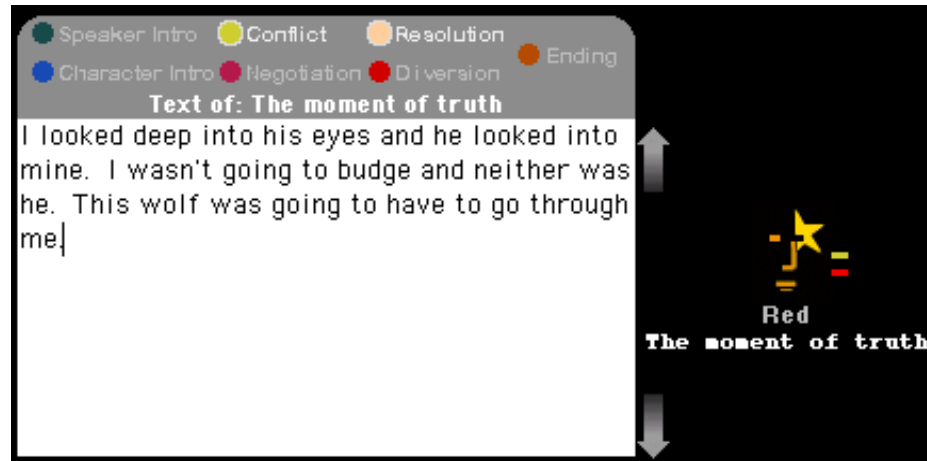 Speaker Intro Conflict Resolution
Ending
Character Intro Negotiation Diversion
Text of: The moment of truth
I looked deep into his eyes and he looked into
mine. I wasn't going to budge and neither was
he. This wolf was going to have to go through
me.
Red
The moment of truth